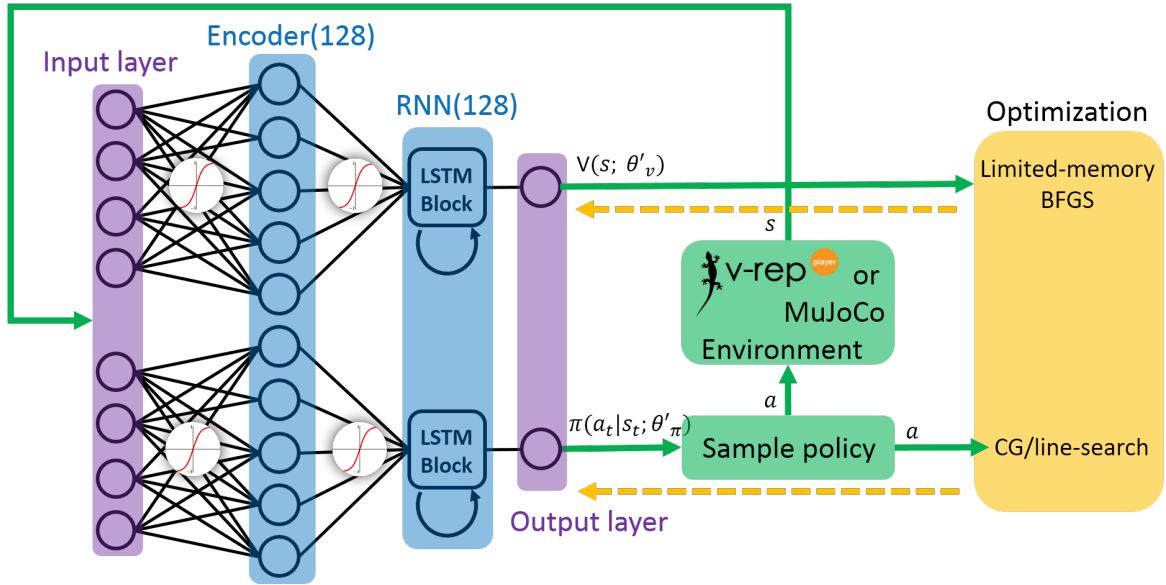 Encoder(128)
Input layer
RNN(128)
Optimization
LSTM
Block
V(s; θ′ᵥ)
Limited-memory
BFGS
s
v-rep player or
MuJoCo
Environment
a
LSTM
Block
π(aₜ|sₜ; θ′π)
Sample policy
a
CG/line-search
Output layer